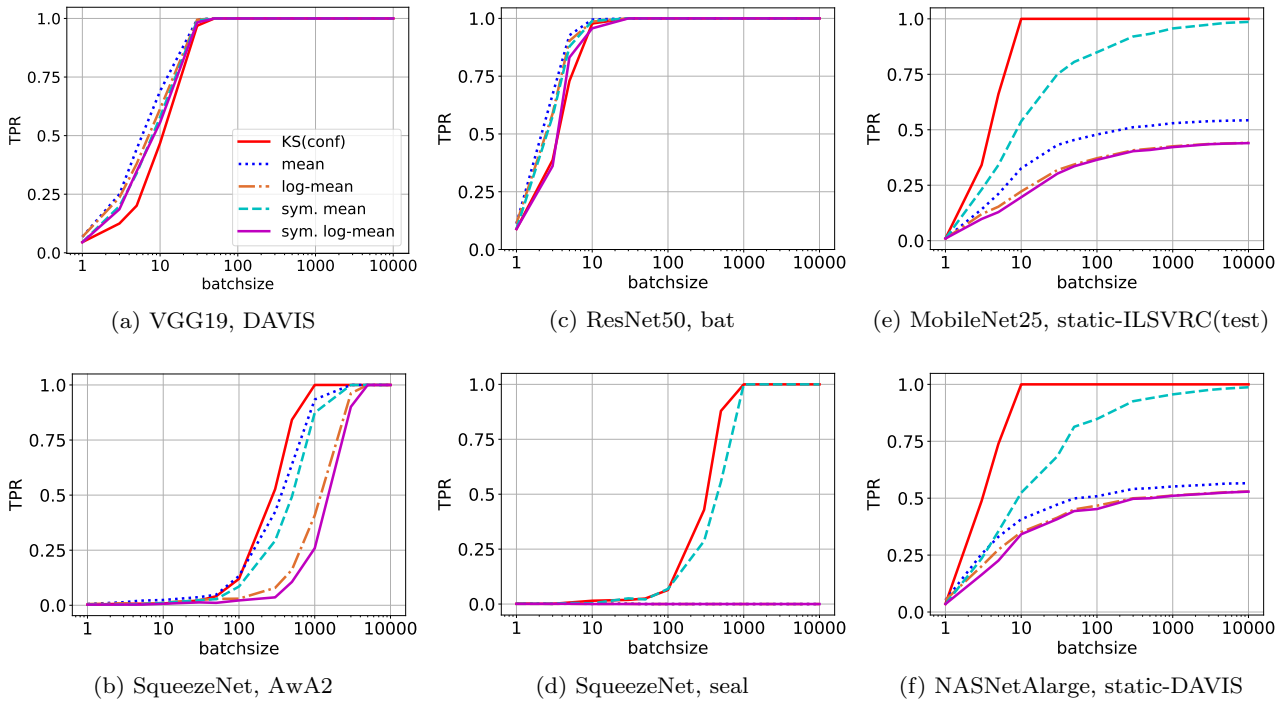 1.0
0.75
0.5
0.25
0.0
TPR
KS(conf)
mean
log-mean
sym. mean
sym. log-mean
1 10 100 1000 10000
batchsize
(a) VGG19, DAVIS
1.0
0.75
0.5
0.25
0.0
TPR
1 10 100 1000 10000
batchsize
(c) ResNet50, bat
1.0
0.75
0.5
0.25
0.0
TPR
1 10 100 1000 10000
batchsize
(e) MobileNet25, static-ILSVRC(test)
1.0
0.75
0.5
0.25
0.0
TPR
1 10 100 1000 10000
batchsize
(b) SqueezeNet, AwA2
1.0
0.75
0.5
0.25
0.0
TPR
1 10 100 1000 10000
batchsize
(d) SqueezeNet, seal
1.0
0.75
0.5
0.25
0.0
TPR
1 10 100 1000 10000
batchsize
(f) NASNetAlarge, static-DAVIS